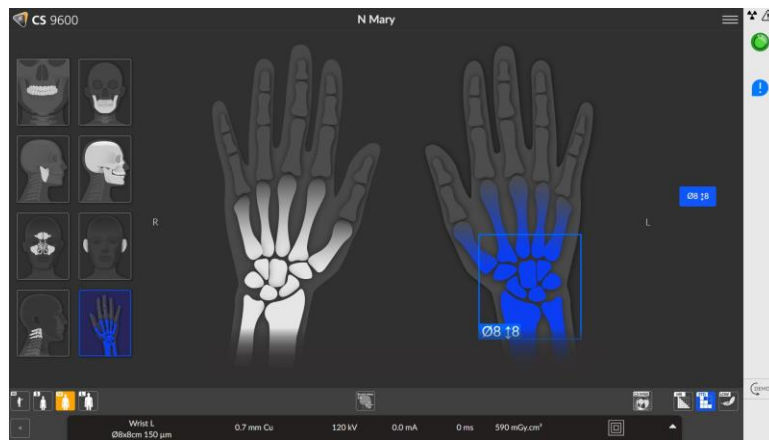 CS 9600
N Mary
R
L
Ø8 ↕8
Ø8 ↕8
DEMO
Wrist L
Ø8x8cm 150 µm
0.7 mm Cu
120 kV
0.0 mA
0 ms
590 mGy.cm²